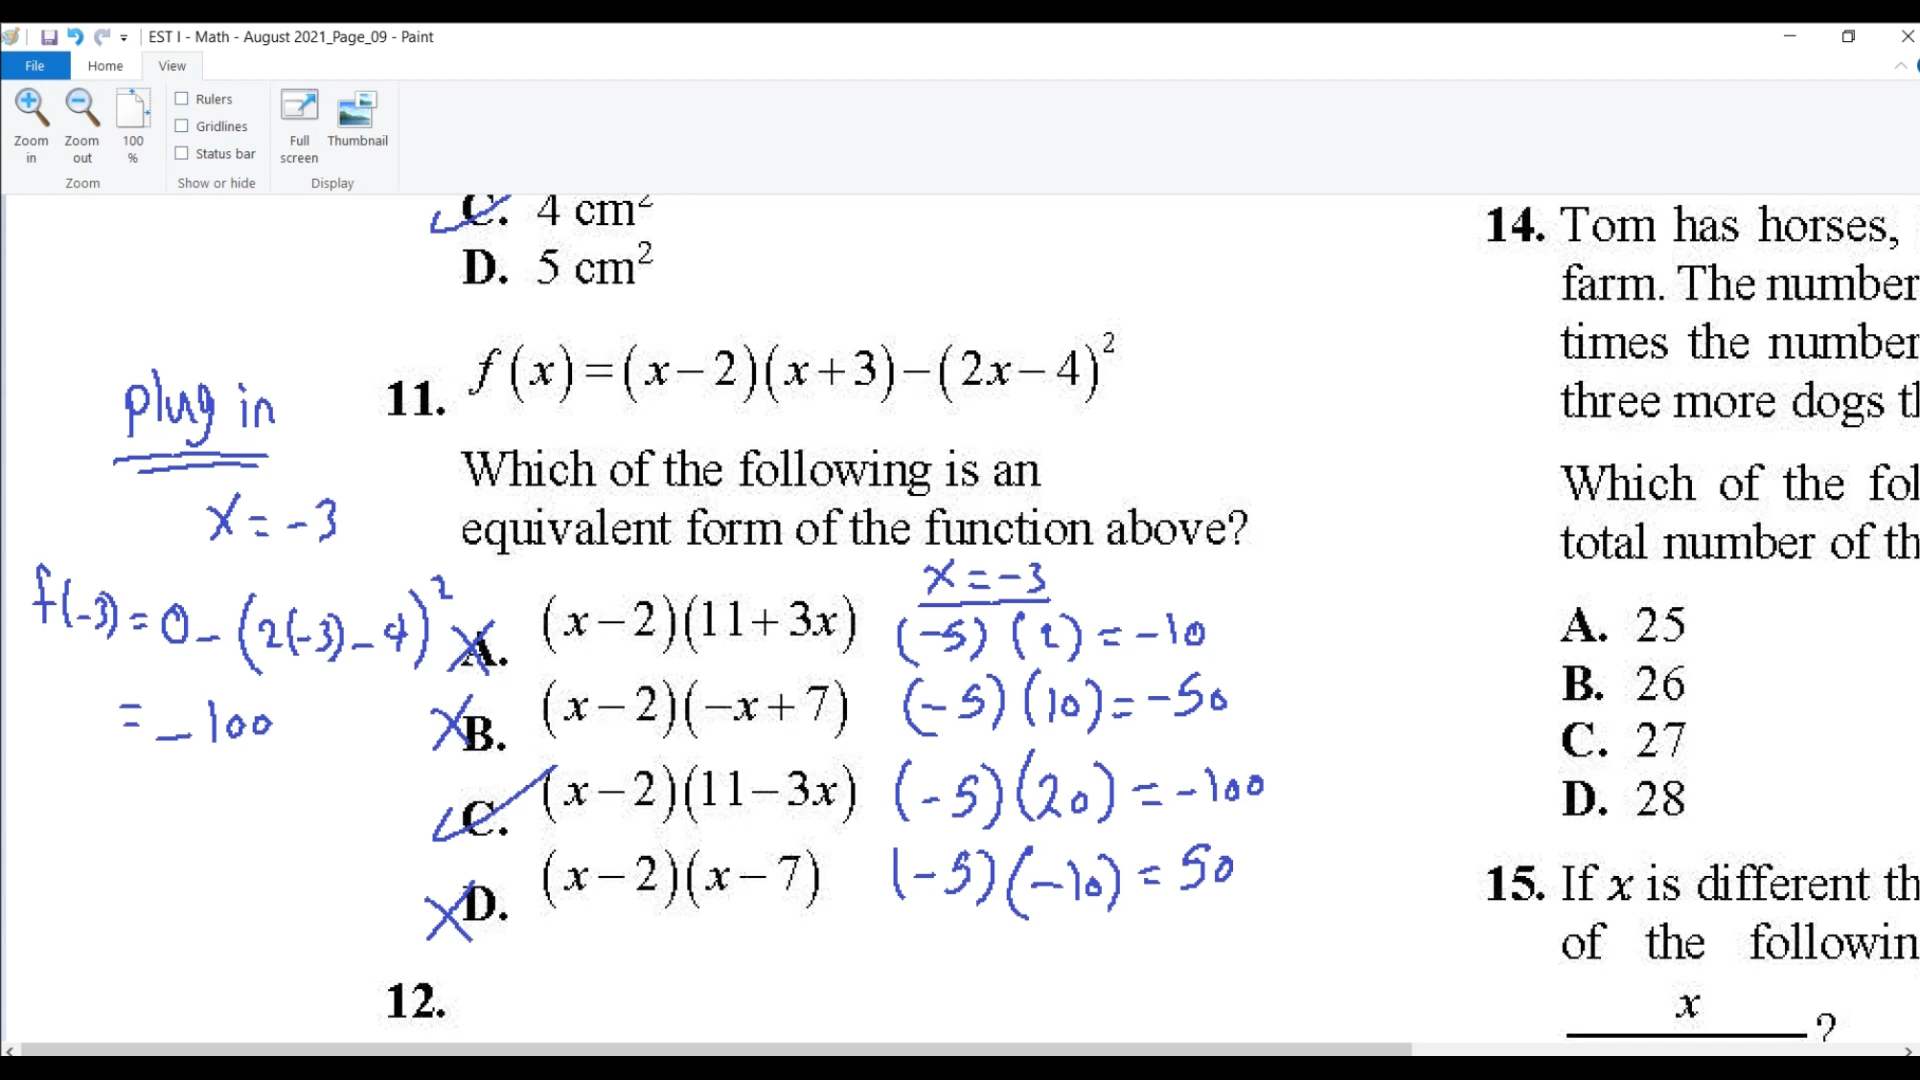 EST I - Math - August 2021_Page_09 - Paint
File Home View
Zoom in
Zoom out
100 %
Rulers
Gridlines
Status bar
Full screen
Thumbnail
Zoom
Show or hide
Display
C. 4 cm²
D. 5 cm²
plug in
x = -3
f(-3) = 0 - (2(-3) - 4)²
= -100
11. f(x)=(x−2)(x+3)−(2x−4)²
Which of the following is an
equivalent form of the function above?
x = -3
A. (x−2)(11+3x) (-5)(2) = -10
B. (x−2)(−x+7) (-5)(10) = -50
C. (x−2)(11−3x) (-5)(20) = -100
D. (x−2)(x−7) (-5)(-10) = 50
12.
14. Tom has horses,
farm. The number
times the number
three more dogs th
Which of the fol
total number of th
A. 25
B. 26
C. 27
D. 28
15. If x is different th
of the followin
x
?